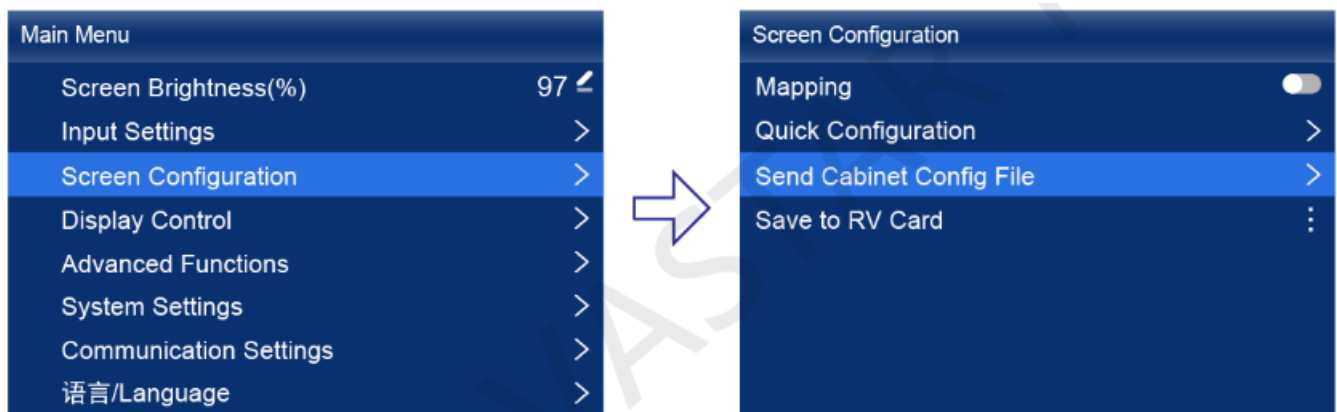 Main Menu
Screen Brightness(%) 97
Input Settings
Screen Configuration
Display Control
Advanced Functions
System Settings
Communication Settings
语言/Language
Screen Configuration
Mapping
Quick Configuration
Send Cabinet Config File
Save to RV Card
VASTAR